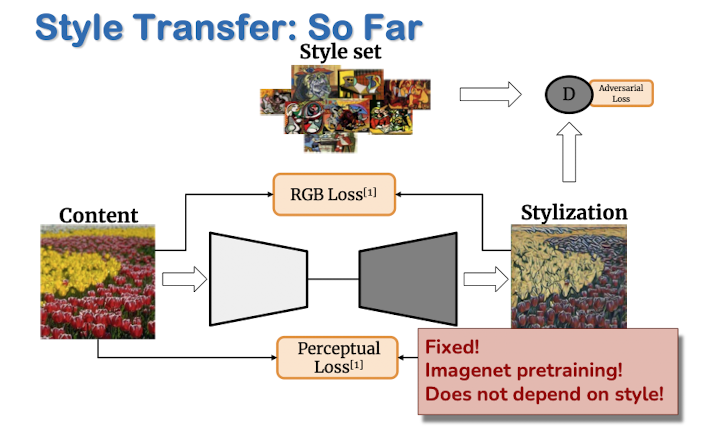 Style Transfer: So Far
Style set
D
Adversarial
Loss
RGB Loss[1]
Content
Stylization
Perceptual
Loss[1]
Fixed!
Imagenet pretraining!
Does not depend on style!